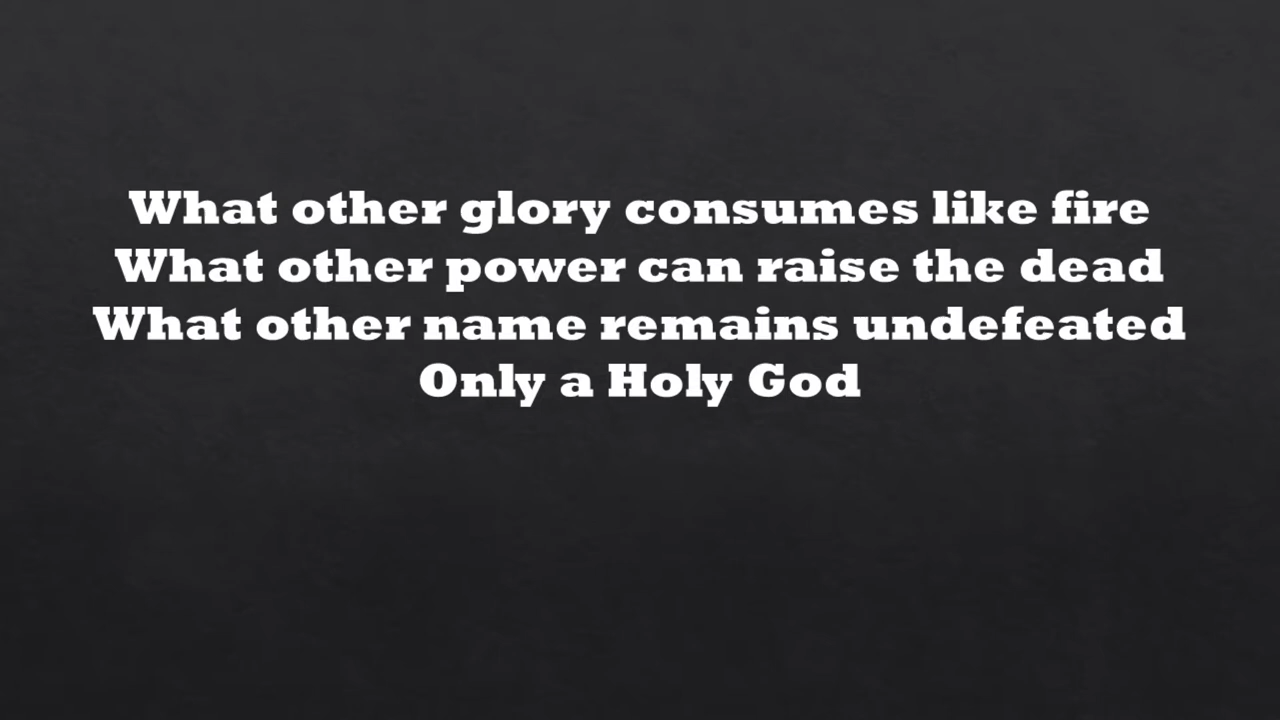 What other glory consumes like fire
What other power can raise the dead
What other name remains undefeated
Only a Holy God